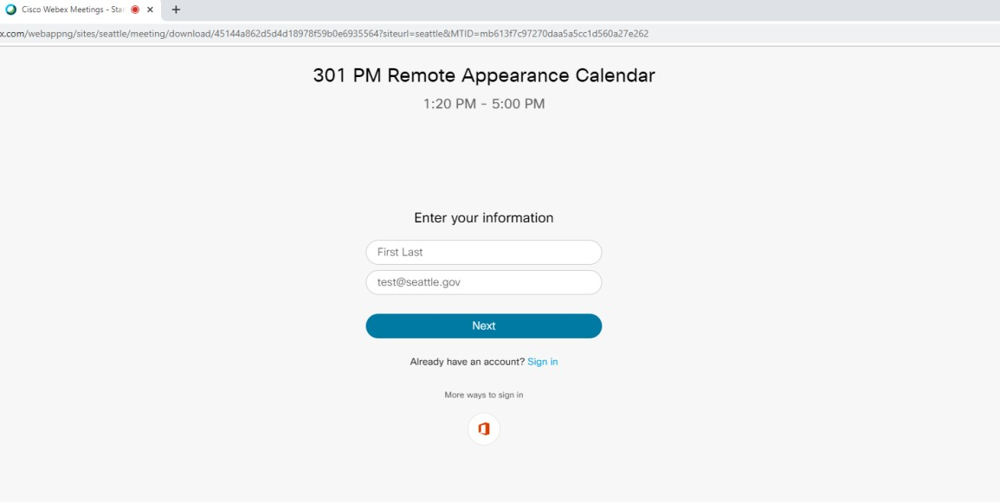 Cisco Webex Meetings - Star
x.com/webappng/sites/seattle/meeting/download/45144a862d5d4d18978f59b0e6935564?siteurl=seattle&MTID=mb613f7c97270daa5a5cc1d560a27e262
301 PM Remote Appearance Calendar
1:20 PM - 5:00 PM
Enter your information
First Last
test@seattle.gov
Next
Already have an account? Sign in
More ways to sign in